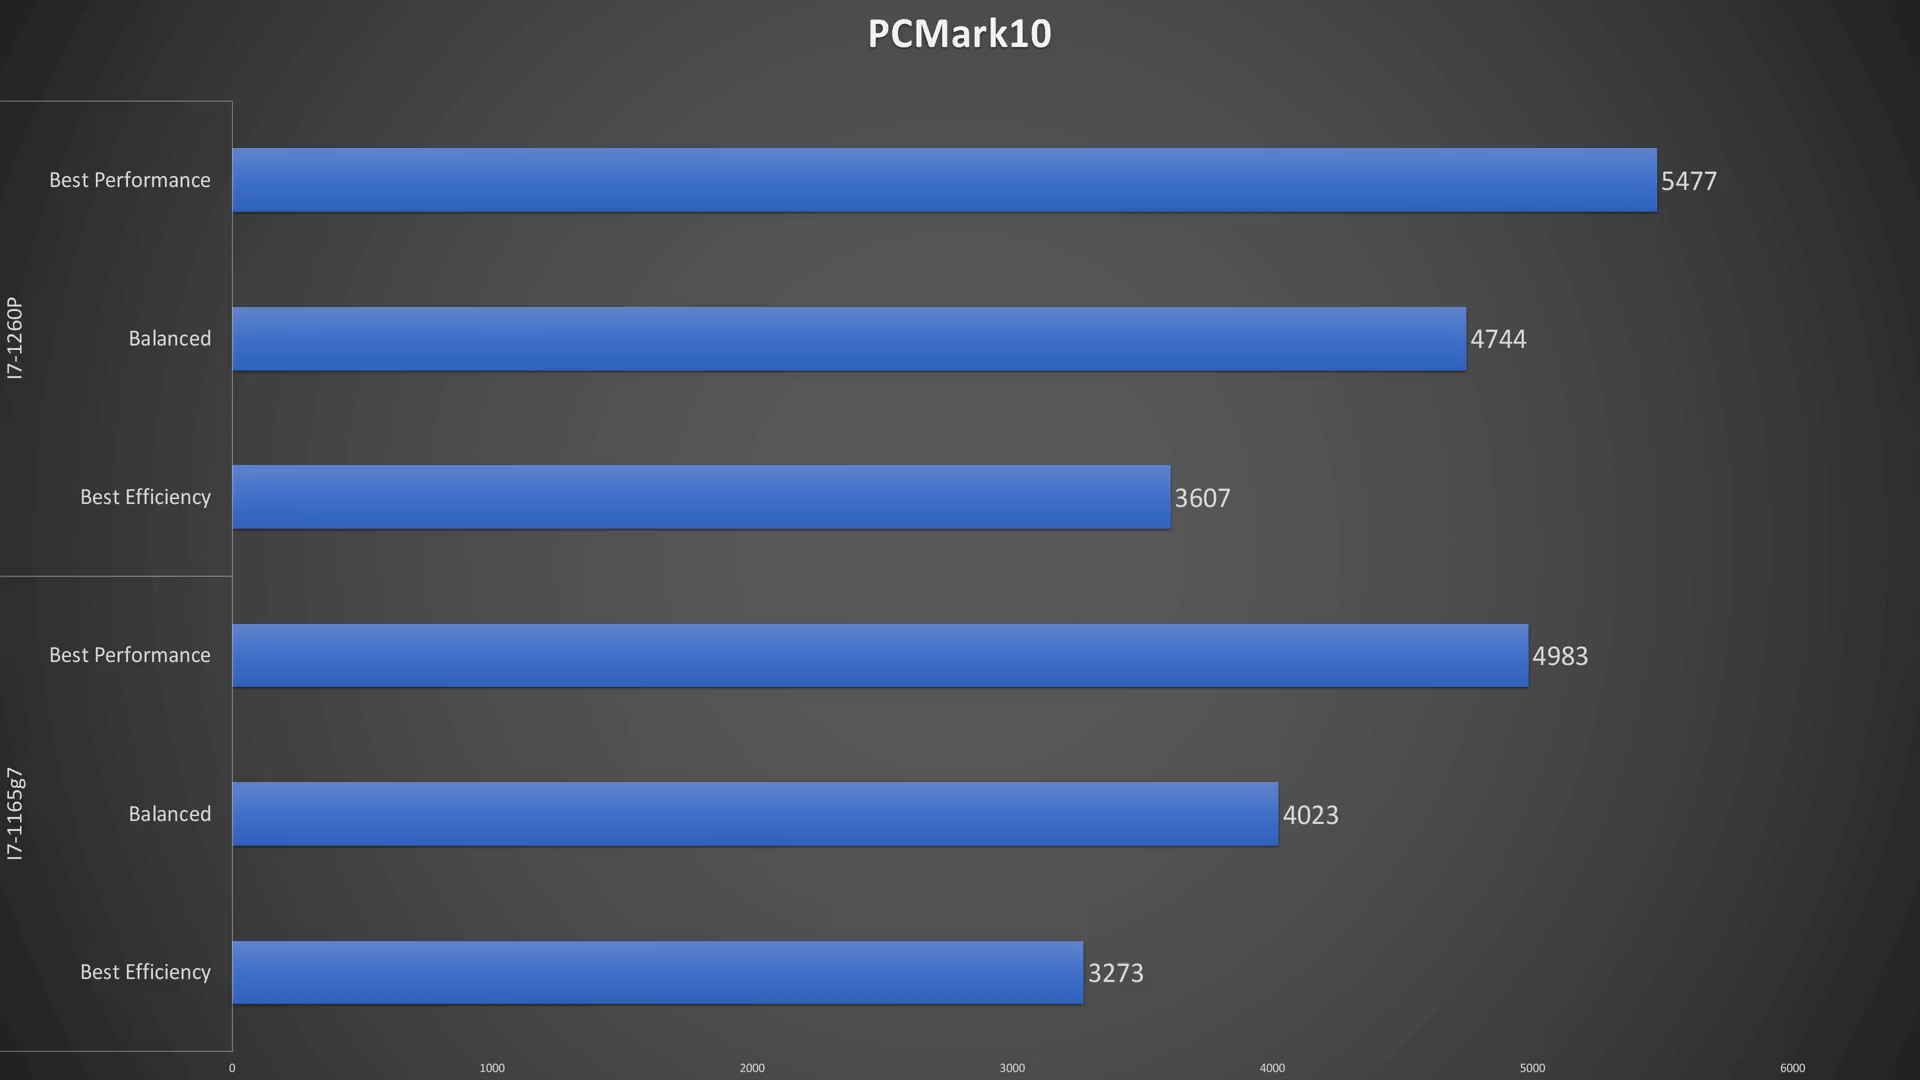 PCMark10
I7-1260P
Best Performance
5477
Balanced
4744
Best Efficiency
3607
I7-1165g7
Best Performance
4983
Balanced
4023
Best Efficiency
3273
0 1000 2000 3000 4000 5000 6000